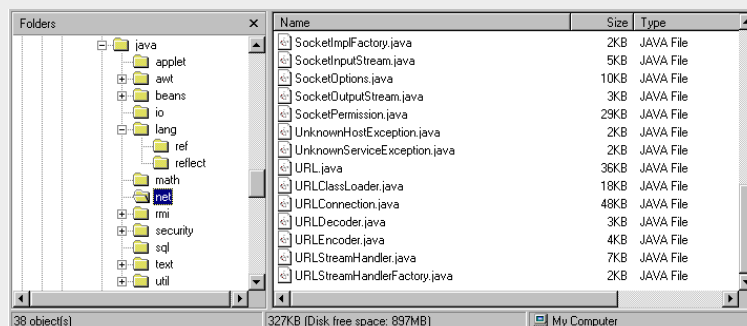 Folders
java
applet
awt
beans
io
lang
ref
reflect
math
net
rmi
security
sql
text
util
Name Size Type
SocketImplFactory.java 2KB JAVA File
SocketInputStream.java 5KB JAVA File
SocketOptions.java 10KB JAVA File
SocketOutputStream.java 3KB JAVA File
SocketPermission.java 29KB JAVA File
UnknownHostException.java 2KB JAVA File
UnknownServiceException.java 2KB JAVA File
URL.java 36KB JAVA File
URLClassLoader.java 18KB JAVA File
URLConnection.java 48KB JAVA File
URLDecoder.java 3KB JAVA File
URLEncoder.java 4KB JAVA File
URLStreamHandler.java 7KB JAVA File
URLStreamHandlerFactory.java 2KB JAVA File
38 object(s) 327KB (Disk free space: 897MB) My Computer